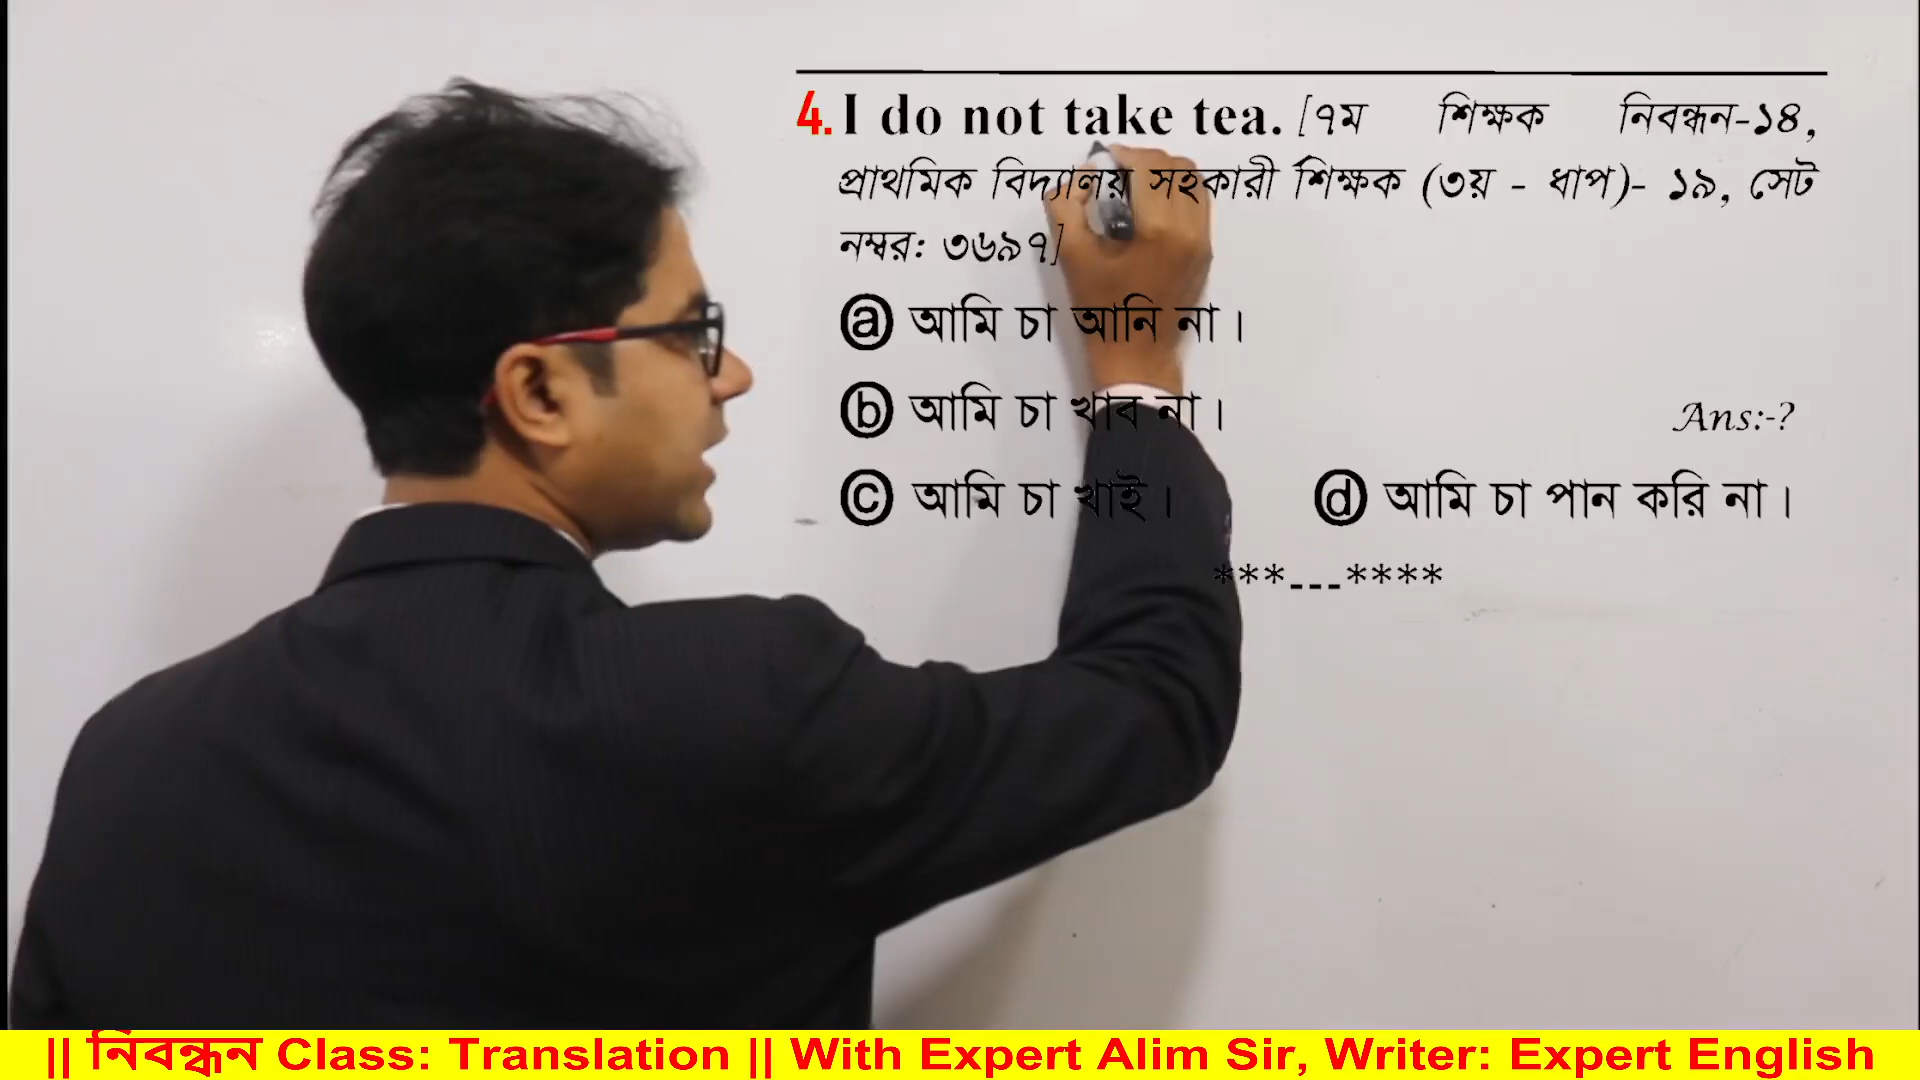 4. I do not take tea. [৭ম শিক্ষক নিবন্ধন-১৪,
প্রাথমিক বিদ্যালয় সহকারী শিক্ষক (৩য় - ধাপ)- ১৯, সেট
নম্বর: ৩৬৯৭]
ⓐ আমি চা আনি না।
ⓑ আমি চা খাব না।
Ans:-?
ⓒ আমি চা খাই। ⓓ আমি চা পান করি না।
***---****
|| নিবন্ধন Class: Translation || With Expert Alim Sir, Writer: Expert English